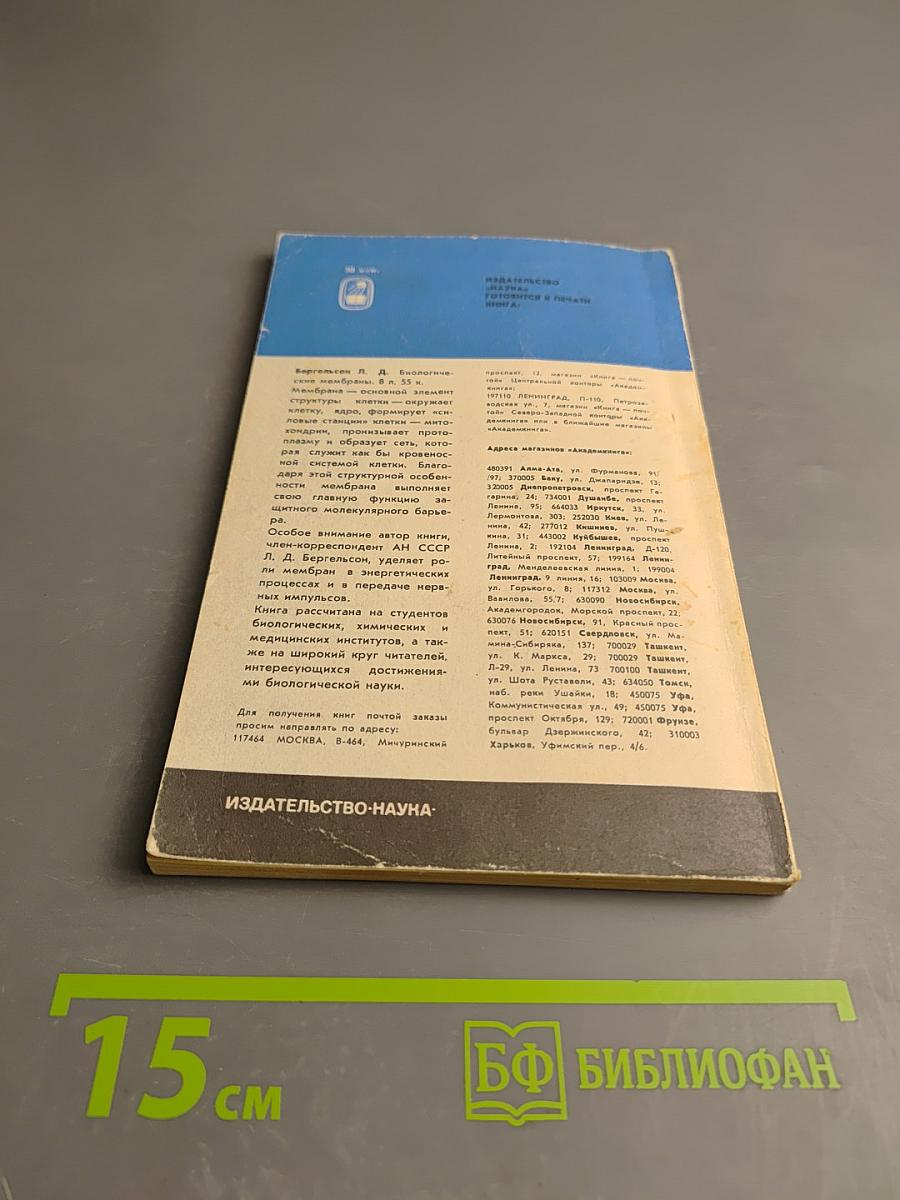 ИЗДАТЕЛЬСТВО
«НАУКА»
ГОТОВИТСЯ К ПЕЧАТИ
КНИГА:
Бергельсон Л. Д. Биологиче-
ские мембраны. 8 л. 55 к.
Мембрана — основной элемент
структуры клетки — окружает
клетку, ядро, формирует «си-
ловые станции» клетки — мито-
хондрии, пронизывает прото-
плазму и образует сеть, кото-
рая служит как бы кровенос-
ной системой клетки. Благо-
даря этой структурной особен-
ности мембрана выполняет
свою главную функцию за-
щитного молекулярного барье-
ра.
Особое внимание автор книги,
член-корреспондент АН СССР
Л. Д. Бергельсон, уделяет ро-
ли мембран в энергетических
процессах и в передаче нерв-
ных импульсов.
Книга рассчитана на студентов
биологических, химических и
медицинских институтов, а так-
же на широкий круг читателей,
интересующихся достижения-
ми биологической науки.
Для получения книг почтой заказы
просим направлять по адресу:
117464 МОСКВА, В-464, Мичуринский
проспект, 12, магазин «Книга — поч-
той» Центральной конторы «Академ-
книга»;
197110 ЛЕНИНГРАД, П-110, Петроза-
водская ул., 7, магазин «Книга — поч-
той» Северо-Западной конторы «Ака-
демкнига» или в ближайшие магазины
«Академкнига».
Адреса магазинов «Академкнига»:
480391 Алма-Ата, ул. Фурманова, 91/
/97; 370005 Баку, ул. Джапаридзе, 13;
320005 Днепропетровск, проспект Га-
гарина, 24; 734001 Душанбе, проспект
Ленина, 95; 664033 Иркутск, 33, ул.
Лермонтова, 303; 252030 Киев, ул. Ле-
нина, 42; 277012 Кишинев, ул. Пуш-
кина, 31; 443002 Куйбышев, проспект
Ленина, 2; 192104 Ленинград, Д-120,
Литейный проспект, 57; 199164 Ленин-
град, Менделеевская линия, 1; 199004
Ленинград, 9 линия, 16; 103009 Москва,
ул. Горького, 8; 117312 Москва, ул.
Вавилова, 55/7; 630090 Новосибирск,
Академгородок, Морской проспект, 22;
630076 Новосибирск, 91, Красный прос-
пект, 51; 620151 Свердловск, ул. Ма-
мина-Сибиряка, 137; 700029 Ташкент,
ул. К. Маркса, 29; 700029 Ташкент,
Л-29, ул. Ленина, 73 700100 Ташкент,
ул. Шота Руставели, 43; 634050 Томск,
наб. реки Ушайки, 18; 450075 Уфа,
Коммунистическая ул., 49; 450075 Уфа,
проспект Октября, 129; 720001 Фрунзе,
бульвар Дзержинского, 42; 310003
Харьков, Уфимский пер., 4/6.
ИЗДАТЕЛЬСТВО·НАУКА·
15 см
БФ БИБЛИОФАН